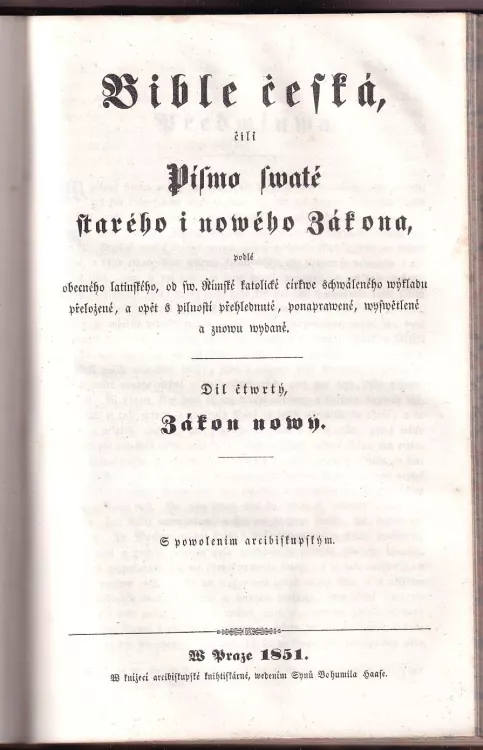 Bible česká,
čili
Písmo swaté
starého i nowého Zákona,
podlé
obecného latinského, od sw. Římské katolické církwe schwáleného wýkladu
přeložené, a opět s pilností přehlednuté, ponaprawené, wyswětlené
a znowu wydané.
Díl čtwrtý,
Zákon nowý.
S powolením arcibiskupským.
W Praze 1851.
W knížecí arcibiskupské knihtiskárně, wedením Synů Bohumila Haase.